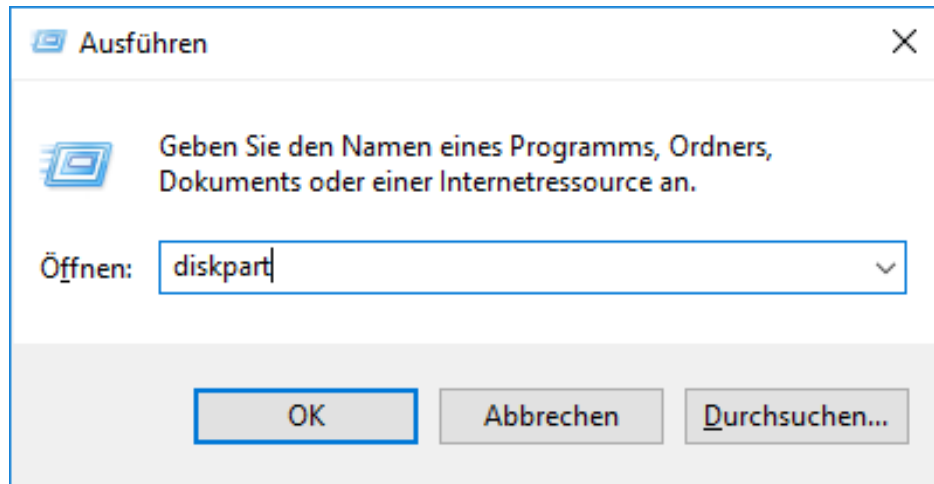 Ausführen
Geben Sie den Namen eines Programms, Ordners,
Dokuments oder einer Internetressource an.
Öffnen: diskpart
OK Abbrechen Durchsuchen...